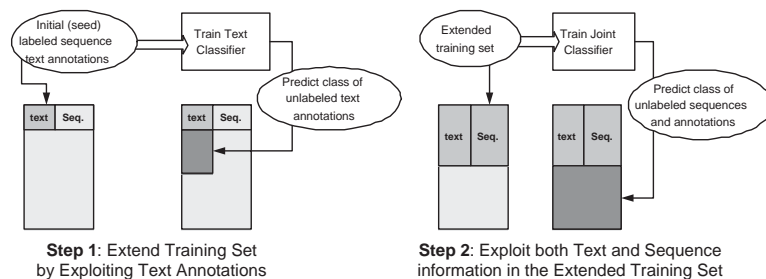 Initial (seed)
labeled sequence
text annotations
Train Text
Classifier
Predict class of
unlabeled text
annotations
text Seq.
text Seq.
Step 1: Extend Training Set
by Exploiting Text Annotations
Extended
training set
Train Joint
Classifier
Predict class of
unlabeled sequences
and annotations
text Seq.
text Seq.
Step 2: Exploit both Text and Sequence
information in the Extended Training Set